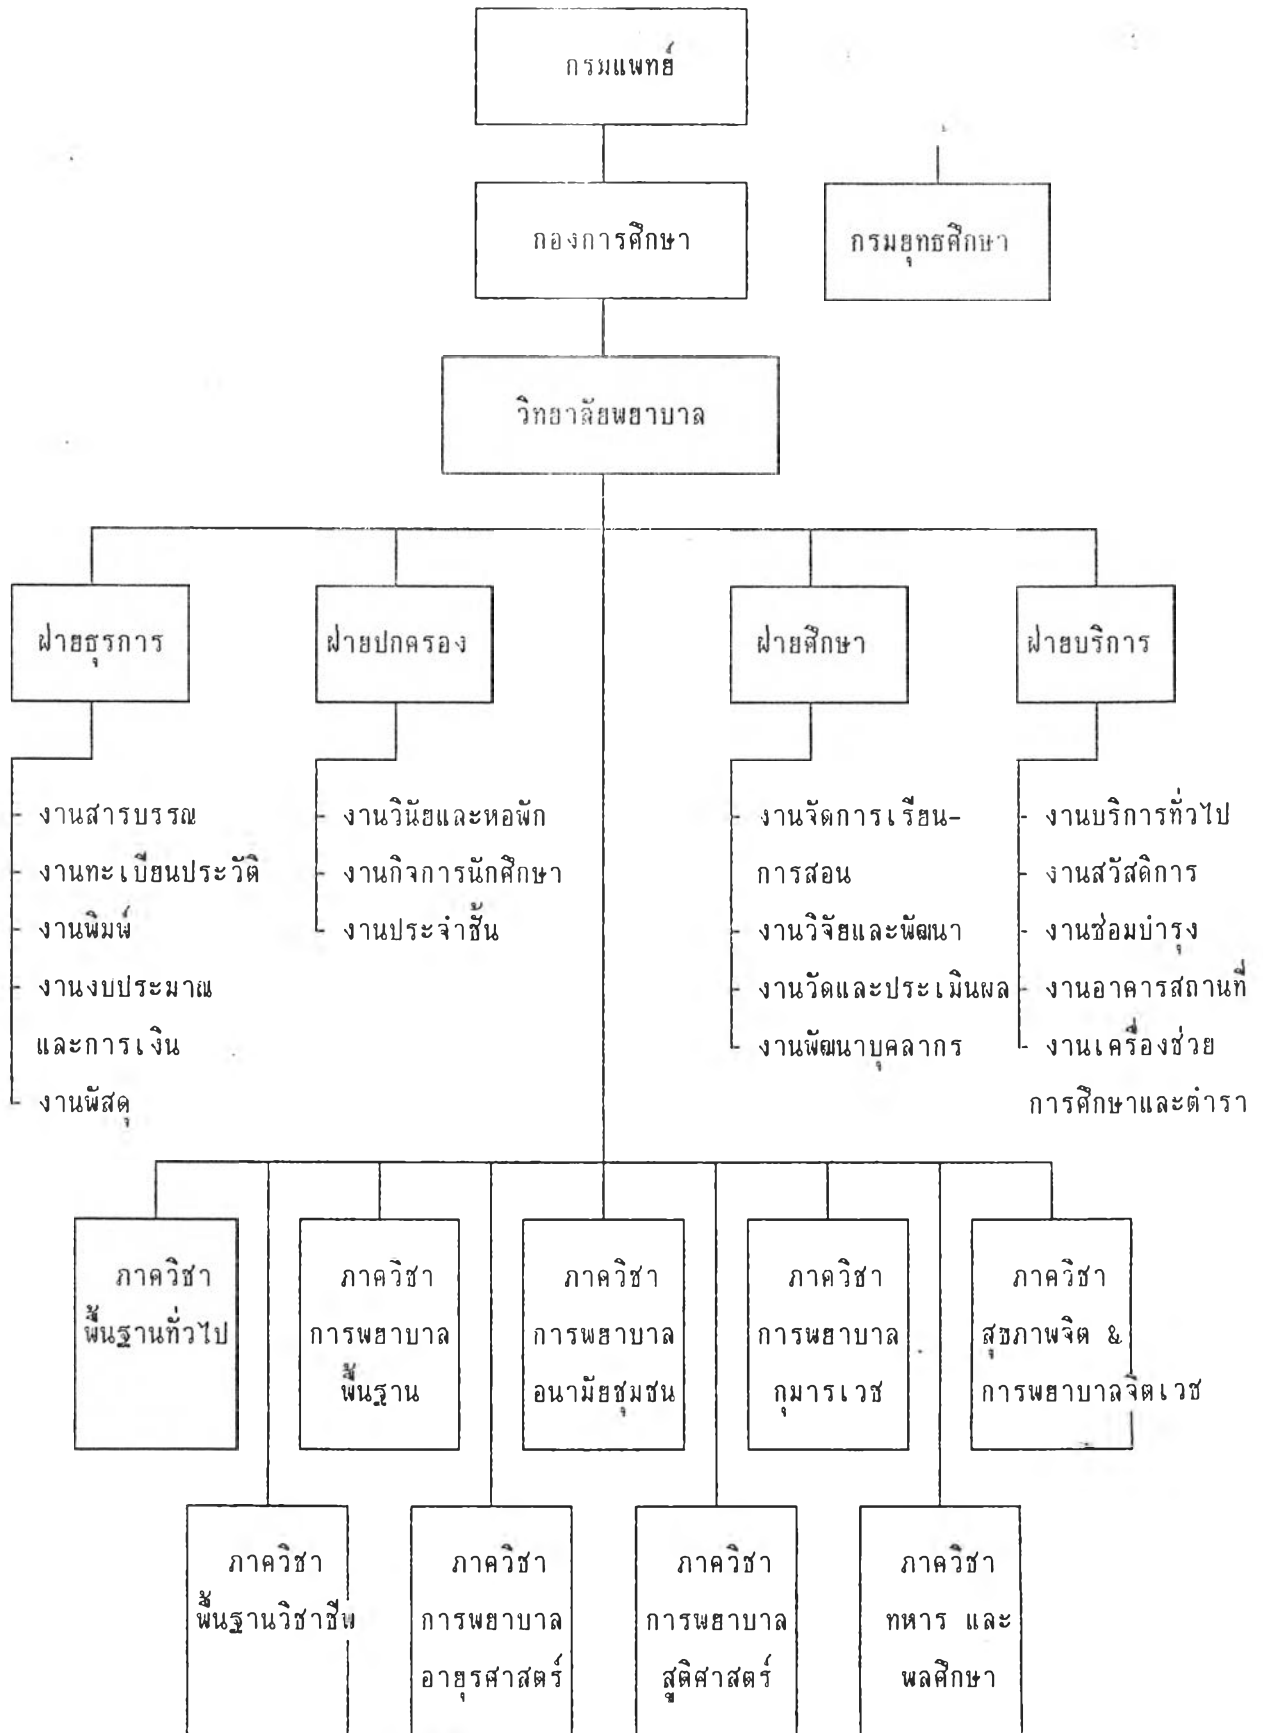 กรมแพทย์
กองการศึกษา
กรมยุทธศึกษา
วิทยาลัยพยาบาล
ฝ่ายธุรการ
- งานสารบรรณ
- งานทะเบียนประวัติ
- งานพิมพ์
- งานงบประมาณ
และการเงิน
- งานพัสดุ
ฝ่ายปกครอง
- งานวินัยและหอพัก
- งานกิจการนักศึกษา
- งานประจำชั้น
ฝ่ายศึกษา
- งานจัดการเรียน-
การสอน
- งานวิจัยและพัฒนา
- งานวัดและประเมินผล
- งานพัฒนาบุคลากร
ฝ่ายบริการ
- งานบริการทั่วไป
- งานสวัสดิการ
- งานซ่อมบำรุง
- งานอาคารสถานที่
- งานเครื่องช่วย
การศึกษาและตำรา
ภาควิชา
พื้นฐานทั่วไป
ภาควิชา
การพยาบาล
พื้นฐาน
ภาควิชา
การพยาบาล
อนามัยชุมชน
ภาควิชา
การพยาบาล
กุมารเวช
ภาควิชา
สุขภาพจิต &
การพยาบาลจิตเวช
ภาควิชา
พื้นฐานวิชาชีพ
ภาควิชา
การพยาบาล
อายุรศาสตร์
ภาควิชา
การพยาบาล
สูติศาสตร์
ภาควิชา
ทหาร และ
พลศึกษา